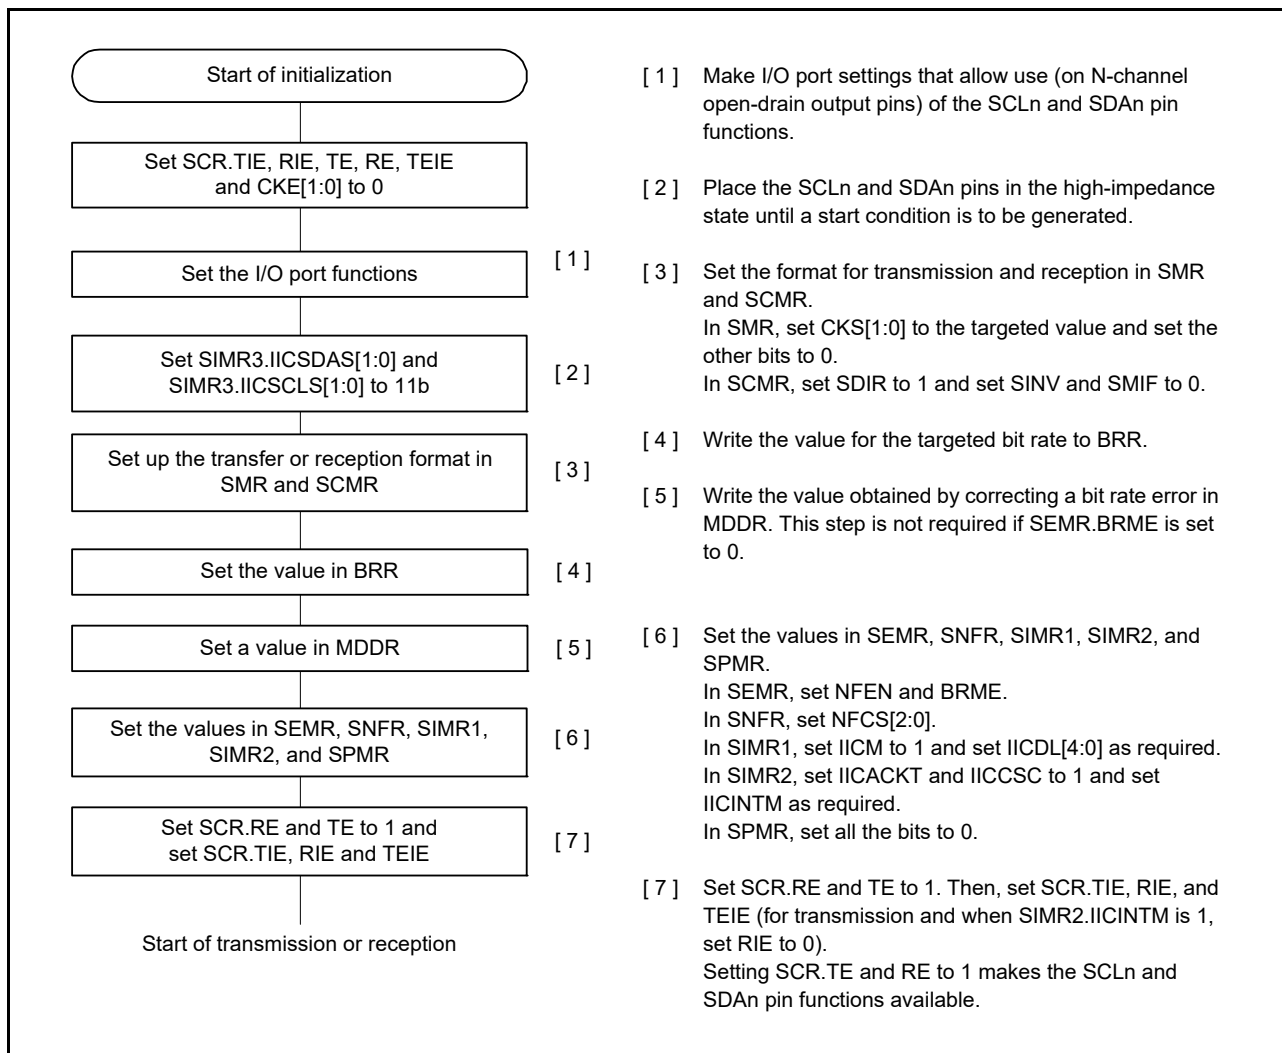 Start of initialization
Set SCR.TIE, RIE, TE, RE, TEIE
and CKE[1:0] to 0
Set the I/O port functions
[ 1 ]
Set SIMR3.IICSDAS[1:0] and
SIMR3.IICSCLS[1:0] to 11b
[ 2 ]
Set up the transfer or reception format in
SMR and SCMR
[ 3 ]
Set the value in BRR
[ 4 ]
Set a value in MDDR
[ 5 ]
Set the values in SEMR, SNFR, SIMR1,
SIMR2, and SPMR
[ 6 ]
Set SCR.RE and TE to 1 and
set SCR.TIE, RIE and TEIE
[ 7 ]
Start of transmission or reception
[ 1 ] Make I/O port settings that allow use (on N-channel
open-drain output pins) of the SCLn and SDAn pin
functions.
[ 2 ] Place the SCLn and SDAn pins in the high-impedance
state until a start condition is to be generated.
[ 3 ] Set the format for transmission and reception in SMR
and SCMR.
In SMR, set CKS[1:0] to the targeted value and set the
other bits to 0.
In SCMR, set SDIR to 1 and set SINV and SMIF to 0.
[ 4 ] Write the value for the targeted bit rate to BRR.
[ 5 ] Write the value obtained by correcting a bit rate error in
MDDR. This step is not required if SEMR.BRME is set
to 0.
[ 6 ] Set the values in SEMR, SNFR, SIMR1, SIMR2, and
SPMR.
In SEMR, set NFEN and BRME.
In SNFR, set NFCS[2:0].
In SIMR1, set IICM to 1 and set IICDL[4:0] as required.
In SIMR2, set IICACKT and IICCSC to 1 and set
IICINTM as required.
In SPMR, set all the bits to 0.
[ 7 ] Set SCR.RE and TE to 1. Then, set SCR.TIE, RIE, and
TEIE (for transmission and when SIMR2.IICINTM is 1,
set RIE to 0).
Setting SCR.TE and RE to 1 makes the SCLn and
SDAn pin functions available.